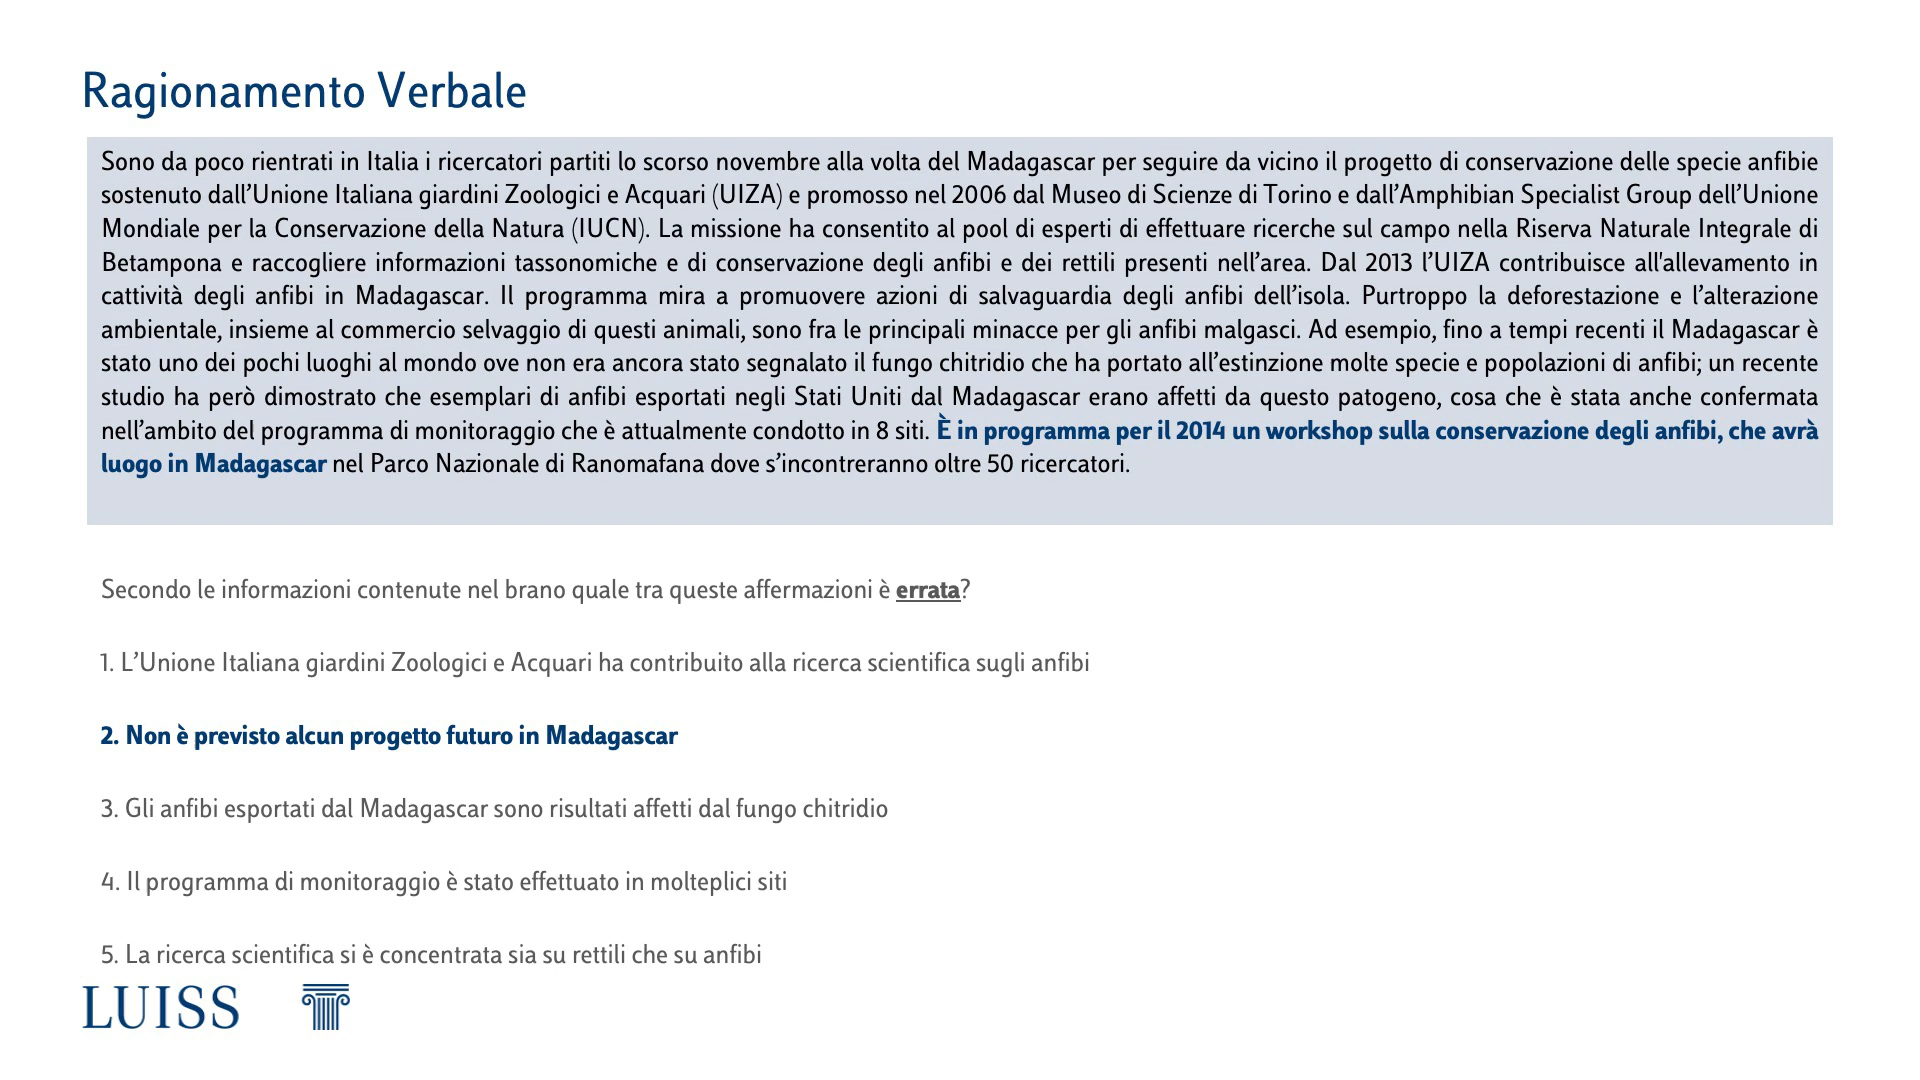 Ragionamento Verbale
Sono da poco rientrati in Italia i ricercatori partiti lo scorso novembre alla volta del Madagascar per seguire da vicino il progetto di conservazione delle specie anfibie
sostenuto dall’Unione Italiana giardini Zoologici e Acquari (UIZA) e promosso nel 2006 dal Museo di Scienze di Torino e dall’Amphibian Specialist Group dell’Unione
Mondiale per la Conservazione della Natura (IUCN). La missione ha consentito al pool di esperti di effettuare ricerche sul campo nella Riserva Naturale Integrale di
Betampona e raccogliere informazioni tassonomiche e di conservazione degli anfibi e dei rettili presenti nell’area. Dal 2013 l’UIZA contribuisce all'allevamento in
cattività degli anfibi in Madagascar. Il programma mira a promuovere azioni di salvaguardia degli anfibi dell’isola. Purtroppo la deforestazione e l’alterazione
ambientale, insieme al commercio selvaggio di questi animali, sono fra le principali minacce per gli anfibi malgasci. Ad esempio, fino a tempi recenti il Madagascar è
stato uno dei pochi luoghi al mondo ove non era ancora stato segnalato il fungo chitridio che ha portato all’estinzione molte specie e popolazioni di anfibi; un recente
studio ha però dimostrato che esemplari di anfibi esportati negli Stati Uniti dal Madagascar erano affetti da questo patogeno, cosa che è stata anche confermata
nell’ambito del programma di monitoraggio che è attualmente condotto in 8 siti. È in programma per il 2014 un workshop sulla conservazione degli anfibi, che avrà
luogo in Madagascar nel Parco Nazionale di Ranomafana dove s’incontreranno oltre 50 ricercatori.
Secondo le informazioni contenute nel brano quale tra queste affermazioni è errata?
1. L’Unione Italiana giardini Zoologici e Acquari ha contribuito alla ricerca scientifica sugli anfibi
2. Non è previsto alcun progetto futuro in Madagascar
3. Gli anfibi esportati dal Madagascar sono risultati affetti dal fungo chitridio
4. Il programma di monitoraggio è stato effettuato in molteplici siti
5. La ricerca scientifica si è concentrata sia su rettili che su anfibi
LUISS